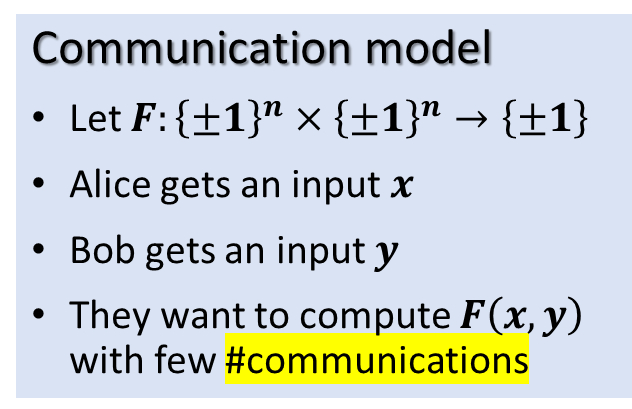 Communication model
• Let F: {±1}ⁿ × {±1}ⁿ → {±1}
• Alice gets an input x
• Bob gets an input y
• They want to compute F(x, y)
with few #communications